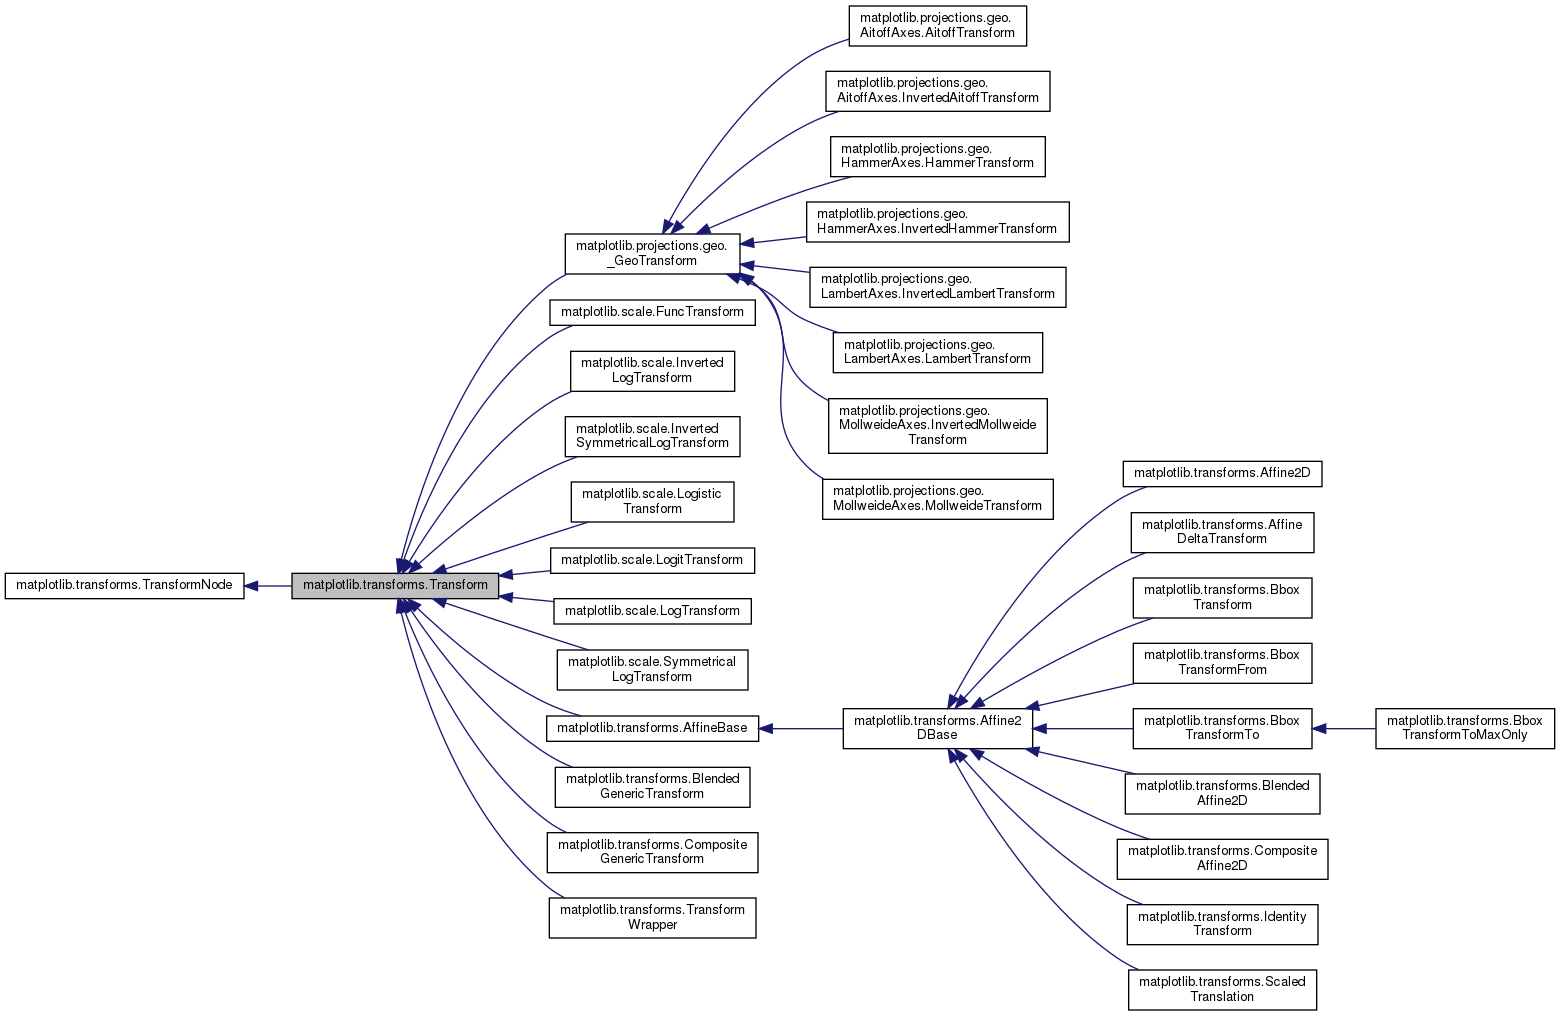 matplotlib.transforms.TransformNode
matplotlib.transforms.Transform
matplotlib.projections.geo.
_GeoTransform
matplotlib.scale.FuncTransform
matplotlib.scale.Inverted
LogTransform
matplotlib.scale.Inverted
SymmetricalLogTransform
matplotlib.scale.Logistic
Transform
matplotlib.scale.LogitTransform
matplotlib.scale.LogTransform
matplotlib.scale.Symmetrical
LogTransform
matplotlib.transforms.AffineBase
matplotlib.transforms.Blended
GenericTransform
matplotlib.transforms.Composite
GenericTransform
matplotlib.transforms.Transform
Wrapper
matplotlib.projections.geo.
AitoffAxes.AitoffTransform
matplotlib.projections.geo.
AitoffAxes.InvertedAitoffTransform
matplotlib.projections.geo.
HammerAxes.HammerTransform
matplotlib.projections.geo.
HammerAxes.InvertedHammerTransform
matplotlib.projections.geo.
LambertAxes.InvertedLambertTransform
matplotlib.projections.geo.
LambertAxes.LambertTransform
matplotlib.projections.geo.
MollweideAxes.InvertedMollweide
Transform
matplotlib.projections.geo.
MollweideAxes.MollweideTransform
matplotlib.transforms.Affine2
DBase
matplotlib.transforms.Affine2D
matplotlib.transforms.Affine
DeltaTransform
matplotlib.transforms.Bbox
Transform
matplotlib.transforms.Bbox
TransformFrom
matplotlib.transforms.Bbox
TransformTo
matplotlib.transforms.Blended
Affine2D
matplotlib.transforms.Composite
Affine2D
matplotlib.transforms.Identity
Transform
matplotlib.transforms.Scaled
Translation
matplotlib.transforms.Bbox
TransformToMaxOnly